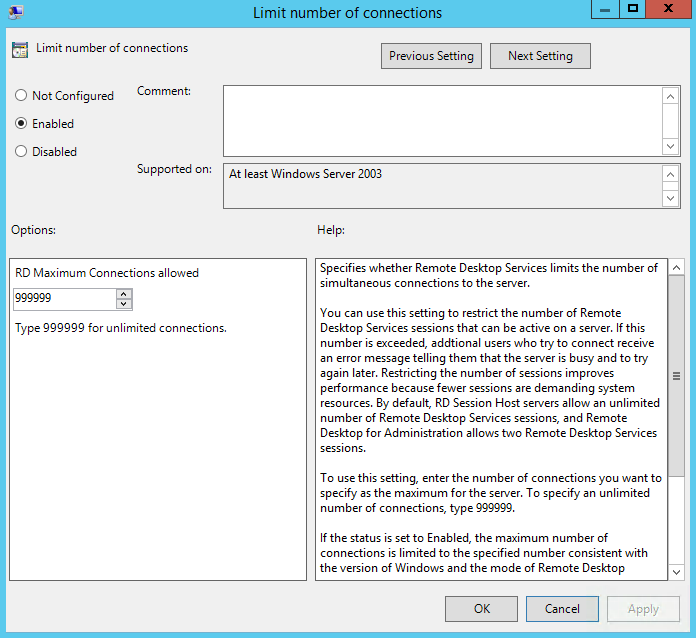 Limit number of connections
Limit number of connections
Previous Setting
Next Setting
Not Configured
Comment:
Enabled
Disabled
Supported on:
At least Windows Server 2003
Options:
Help:
RD Maximum Connections allowed
999999
Type 999999 for unlimited connections.
Specifies whether Remote Desktop Services limits the number of
simultaneous connections to the server.
You can use this setting to restrict the number of Remote
Desktop Services sessions that can be active on a server. If this
number is exceeded, addtional users who try to connect receive
an error message telling them that the server is busy and to try
again later. Restricting the number of sessions improves
performance because fewer sessions are demanding system
resources. By default, RD Session Host servers allow an unlimited
number of Remote Desktop Services sessions, and Remote
Desktop for Administration allows two Remote Desktop Services
sessions.
To use this setting, enter the number of connections you want to
specify as the maximum for the server. To specify an unlimited
number of connections, type 999999.
If the status is set to Enabled, the maximum number of
connections is limited to the specified number consistent with
the version of Windows and the mode of Remote Desktop
OK
Cancel
Apply